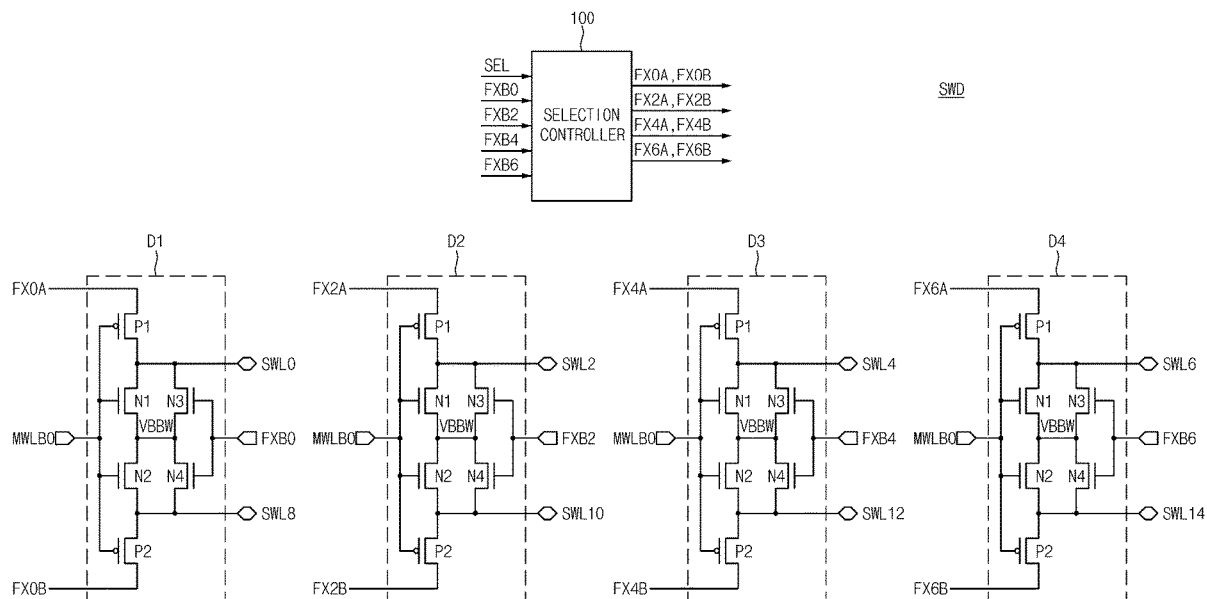 100
SEL
FXB0
FXB2
FXB4
FXB6
SELECTION
CONTROLLER
FX0A,FX0B
FX2A,FX2B
FX4A,FX4B
FX6A,FX6B
SWD
D1
FX0A
P1
SWL0
N1
N3
VBBW
MWLB0
FXB0
N2
N4
SWL8
P2
FX0B
D2
FX2A
P1
SWL2
N1
N3
VBBW
MWLB0
FXB2
N2
N4
SWL10
P2
FX2B
D3
FX4A
P1
SWL4
N1
N3
VBBW
MWLB0
FXB4
N2
N4
SWL12
P2
FX4B
D4
FX6A
P1
SWL6
N1
N3
VBBW
MWLB0
FXB6
N2
N4
SWL14
P2
FX6B